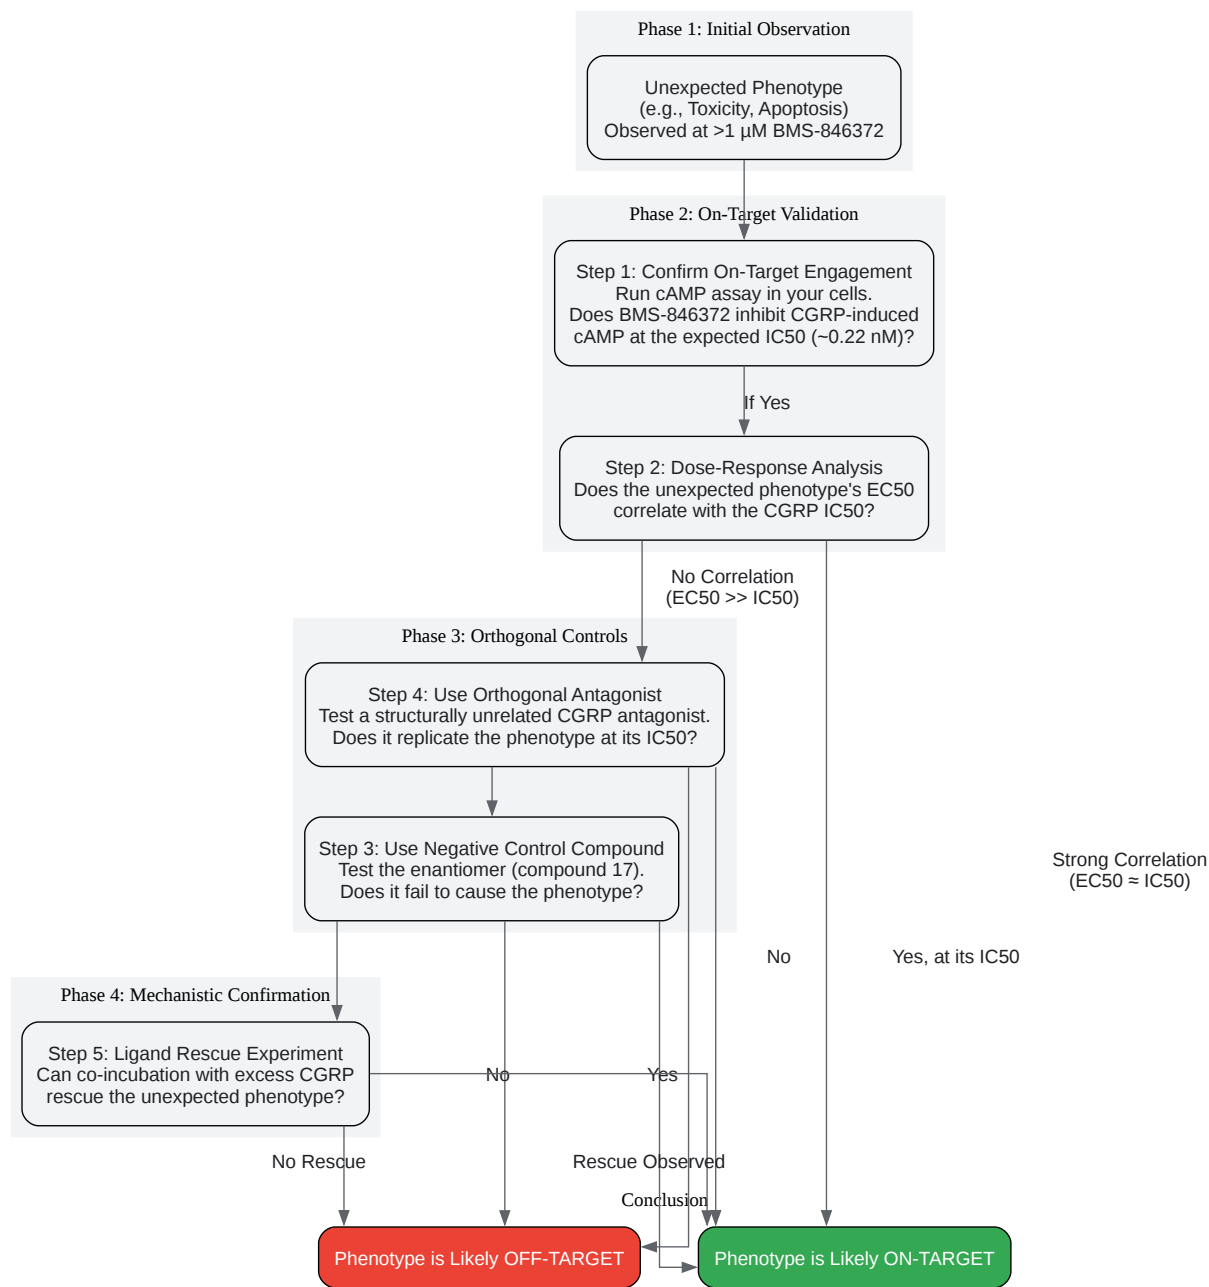 Phase 1: Initial Observation
Unexpected Phenotype
(e.g., Toxicity, Apoptosis)
Observed at >1 µM BMS-846372
Phase 2: On-Target Validation
Step 1: Confirm On-Target Engagement
Run cAMP assay in your cells.
Does BMS-846372 inhibit CGRP-induced
cAMP at the expected IC50 (~0.22 nM)?
If Yes
Step 2: Dose-Response Analysis
Does the unexpected phenotype's EC50
correlate with the CGRP IC50?
No Correlation
(EC50 >> IC50)
Phase 3: Orthogonal Controls
Step 4: Use Orthogonal Antagonist
Test a structurally unrelated CGRP antagonist.
Does it replicate the phenotype at its IC50?
Step 3: Use Negative Control Compound
Test the enantiomer (compound 17).
Does it fail to cause the phenotype?
Strong Correlation
(EC50 ≈ IC50)
No
Yes, at its IC50
Phase 4: Mechanistic Confirmation
Step 5: Ligand Rescue Experiment
Can co-incubation with excess CGRP
rescue the unexpected phenotype?
No
Yes
No Rescue
Rescue Observed
Conclusion
Phenotype is Likely OFF-TARGET
Phenotype is Likely ON-TARGET